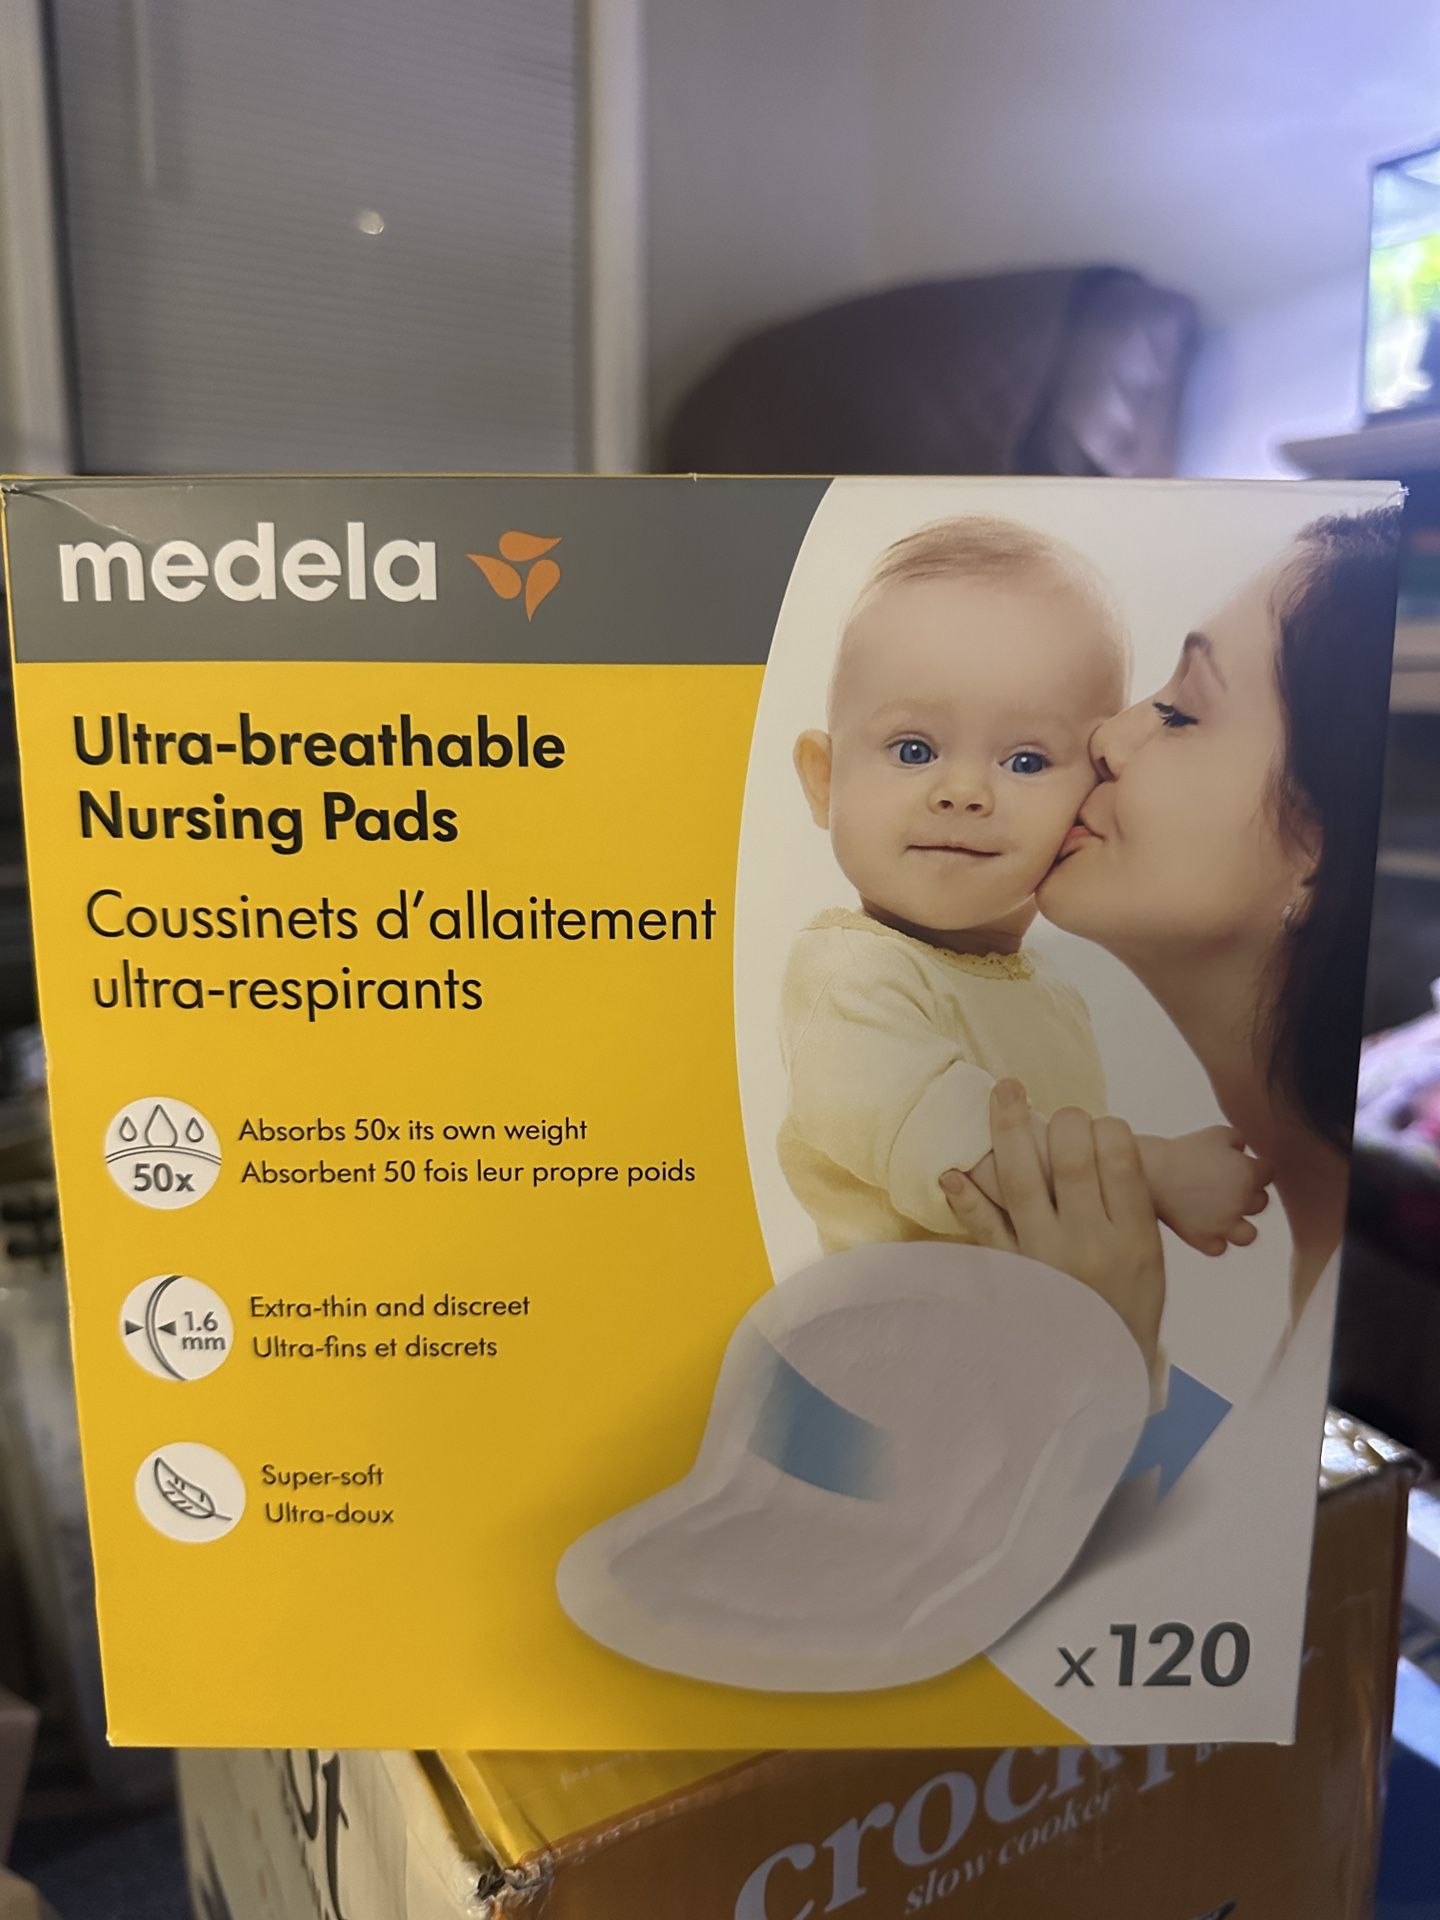 medela
Ultra-breathable
Nursing Pads
Coussinets d'allaitement
ultra-respirants
50x
Absorbs 50x its own weight
Absorbent 50 fois leur propre poids
1.6
mm
Extra-thin and discreet
Ultra-fins et discrets
Super-soft
Ultra-doux
x120
slow cooker